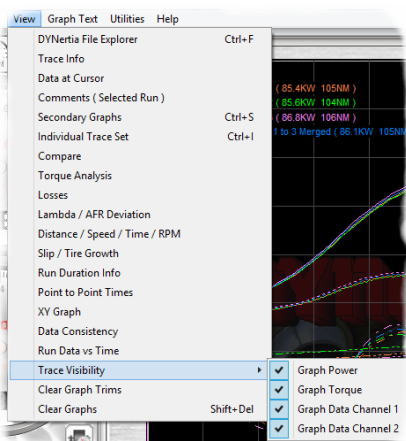 View Graph Text Utilities Help
DYNertia File Explorer Ctrl+F
Trace Info
Data at Cursor
Comments ( Selected Run )
Secondary Graphs Ctrl+S
Individual Trace Set Ctrl+I
Compare
Torque Analysis
Losses
Lambda / AFR Deviation
Distance / Speed / Time / RPM
Slip / Tire Growth
Run Duration Info
Point to Point Times
XY Graph
Data Consistency
Run Data vs Time
Trace Visibility
Clear Graph Trims
Clear Graphs Shift+Del
( 85.4KW 105NM )
( 85.6KW 104NM )
( 86.8KW 106NM )
1 to 3 Merged ( 86.1KW 105NM
Graph Power
Graph Torque
Graph Data Channel 1
Graph Data Channel 2